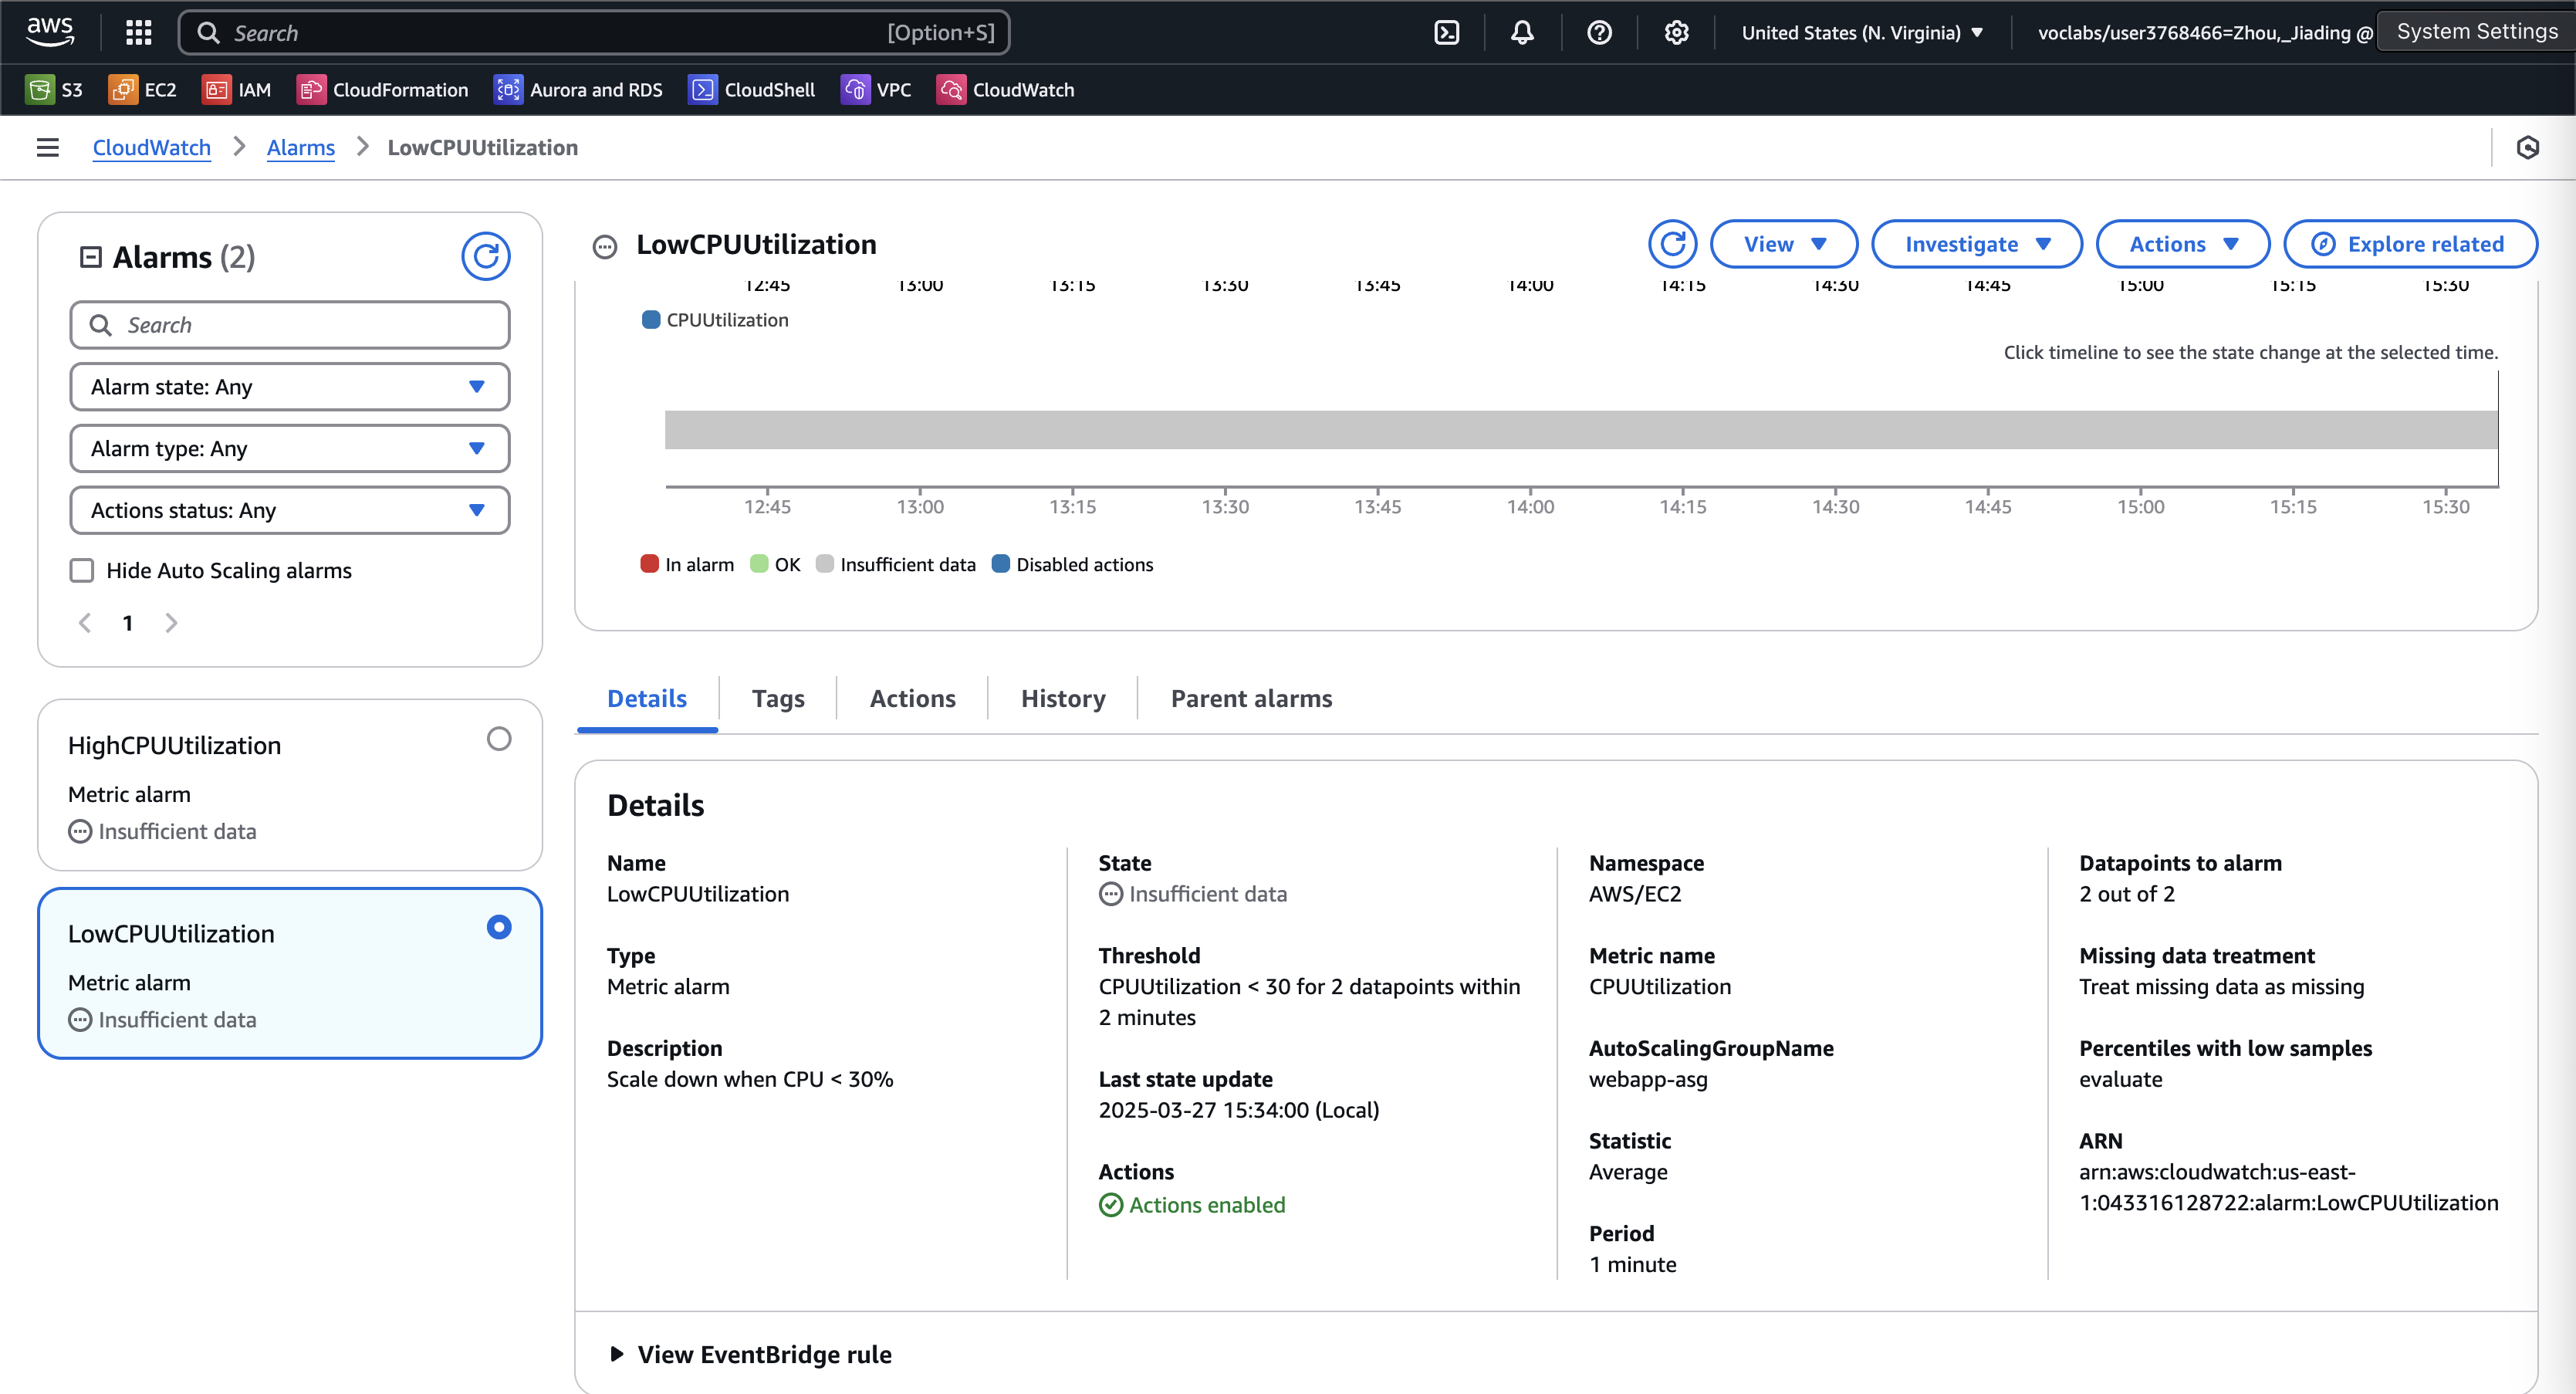 aws
Search [Option+S]
United States (N. Virginia)
voclabs/user3768466=Zhou,_Jiading @
System Settings
S3
EC2
IAM
CloudFormation
Aurora and RDS
CloudShell
VPC
CloudWatch
CloudWatch > Alarms > LowCPUUtilization
Alarms (2)
Search
Alarm state: Any
Alarm type: Any
Actions status: Any
Hide Auto Scaling alarms
1
HighCPUUtilization
Metric alarm
Insufficient data
LowCPUUtilization
Metric alarm
Insufficient data
LowCPUUtilization
View
Investigate
Actions
Explore related
12:45 13:00 13:15 13:30 13:45 14:00 14:15 14:30 14:45 15:00 15:15 15:30
CPUUtilization
Click timeline to see the state change at the selected time.
12:45 13:00 13:15 13:30 13:45 14:00 14:15 14:30 14:45 15:00 15:15 15:30
In alarm OK Insufficient data Disabled actions
Details
Tags
Actions
History
Parent alarms
Details
Name
LowCPUUtilization
Type
Metric alarm
Description
Scale down when CPU < 30%
State
Insufficient data
Threshold
CPUUtilization < 30 for 2 datapoints within
2 minutes
Last state update
2025-03-27 15:34:00 (Local)
Actions
Actions enabled
Namespace
AWS/EC2
Metric name
CPUUtilization
AutoScalingGroupName
webapp-asg
Statistic
Average
Period
1 minute
Datapoints to alarm
2 out of 2
Missing data treatment
Treat missing data as missing
Percentiles with low samples
evaluate
ARN
arn:aws:cloudwatch:us-east-
1:043316128722:alarm:LowCPUUtilization
View EventBridge rule